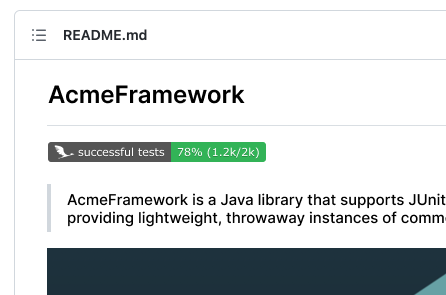 README.md
AcmeFramework
successful tests 78% (1.2k/2k)
AcmeFramework is a Java library that supports JUnit
providing lightweight, throwaway instances of